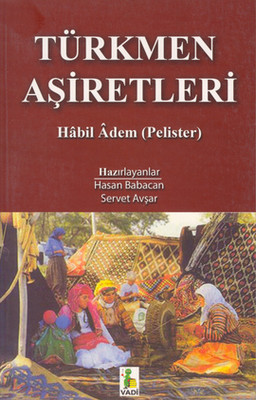 TÜRKMEN
AŞİRETLERİ
Hâbil Âdem (Pelister)
Hazırlayanlar
Hasan Babacan
Servet Avşar
VADİ